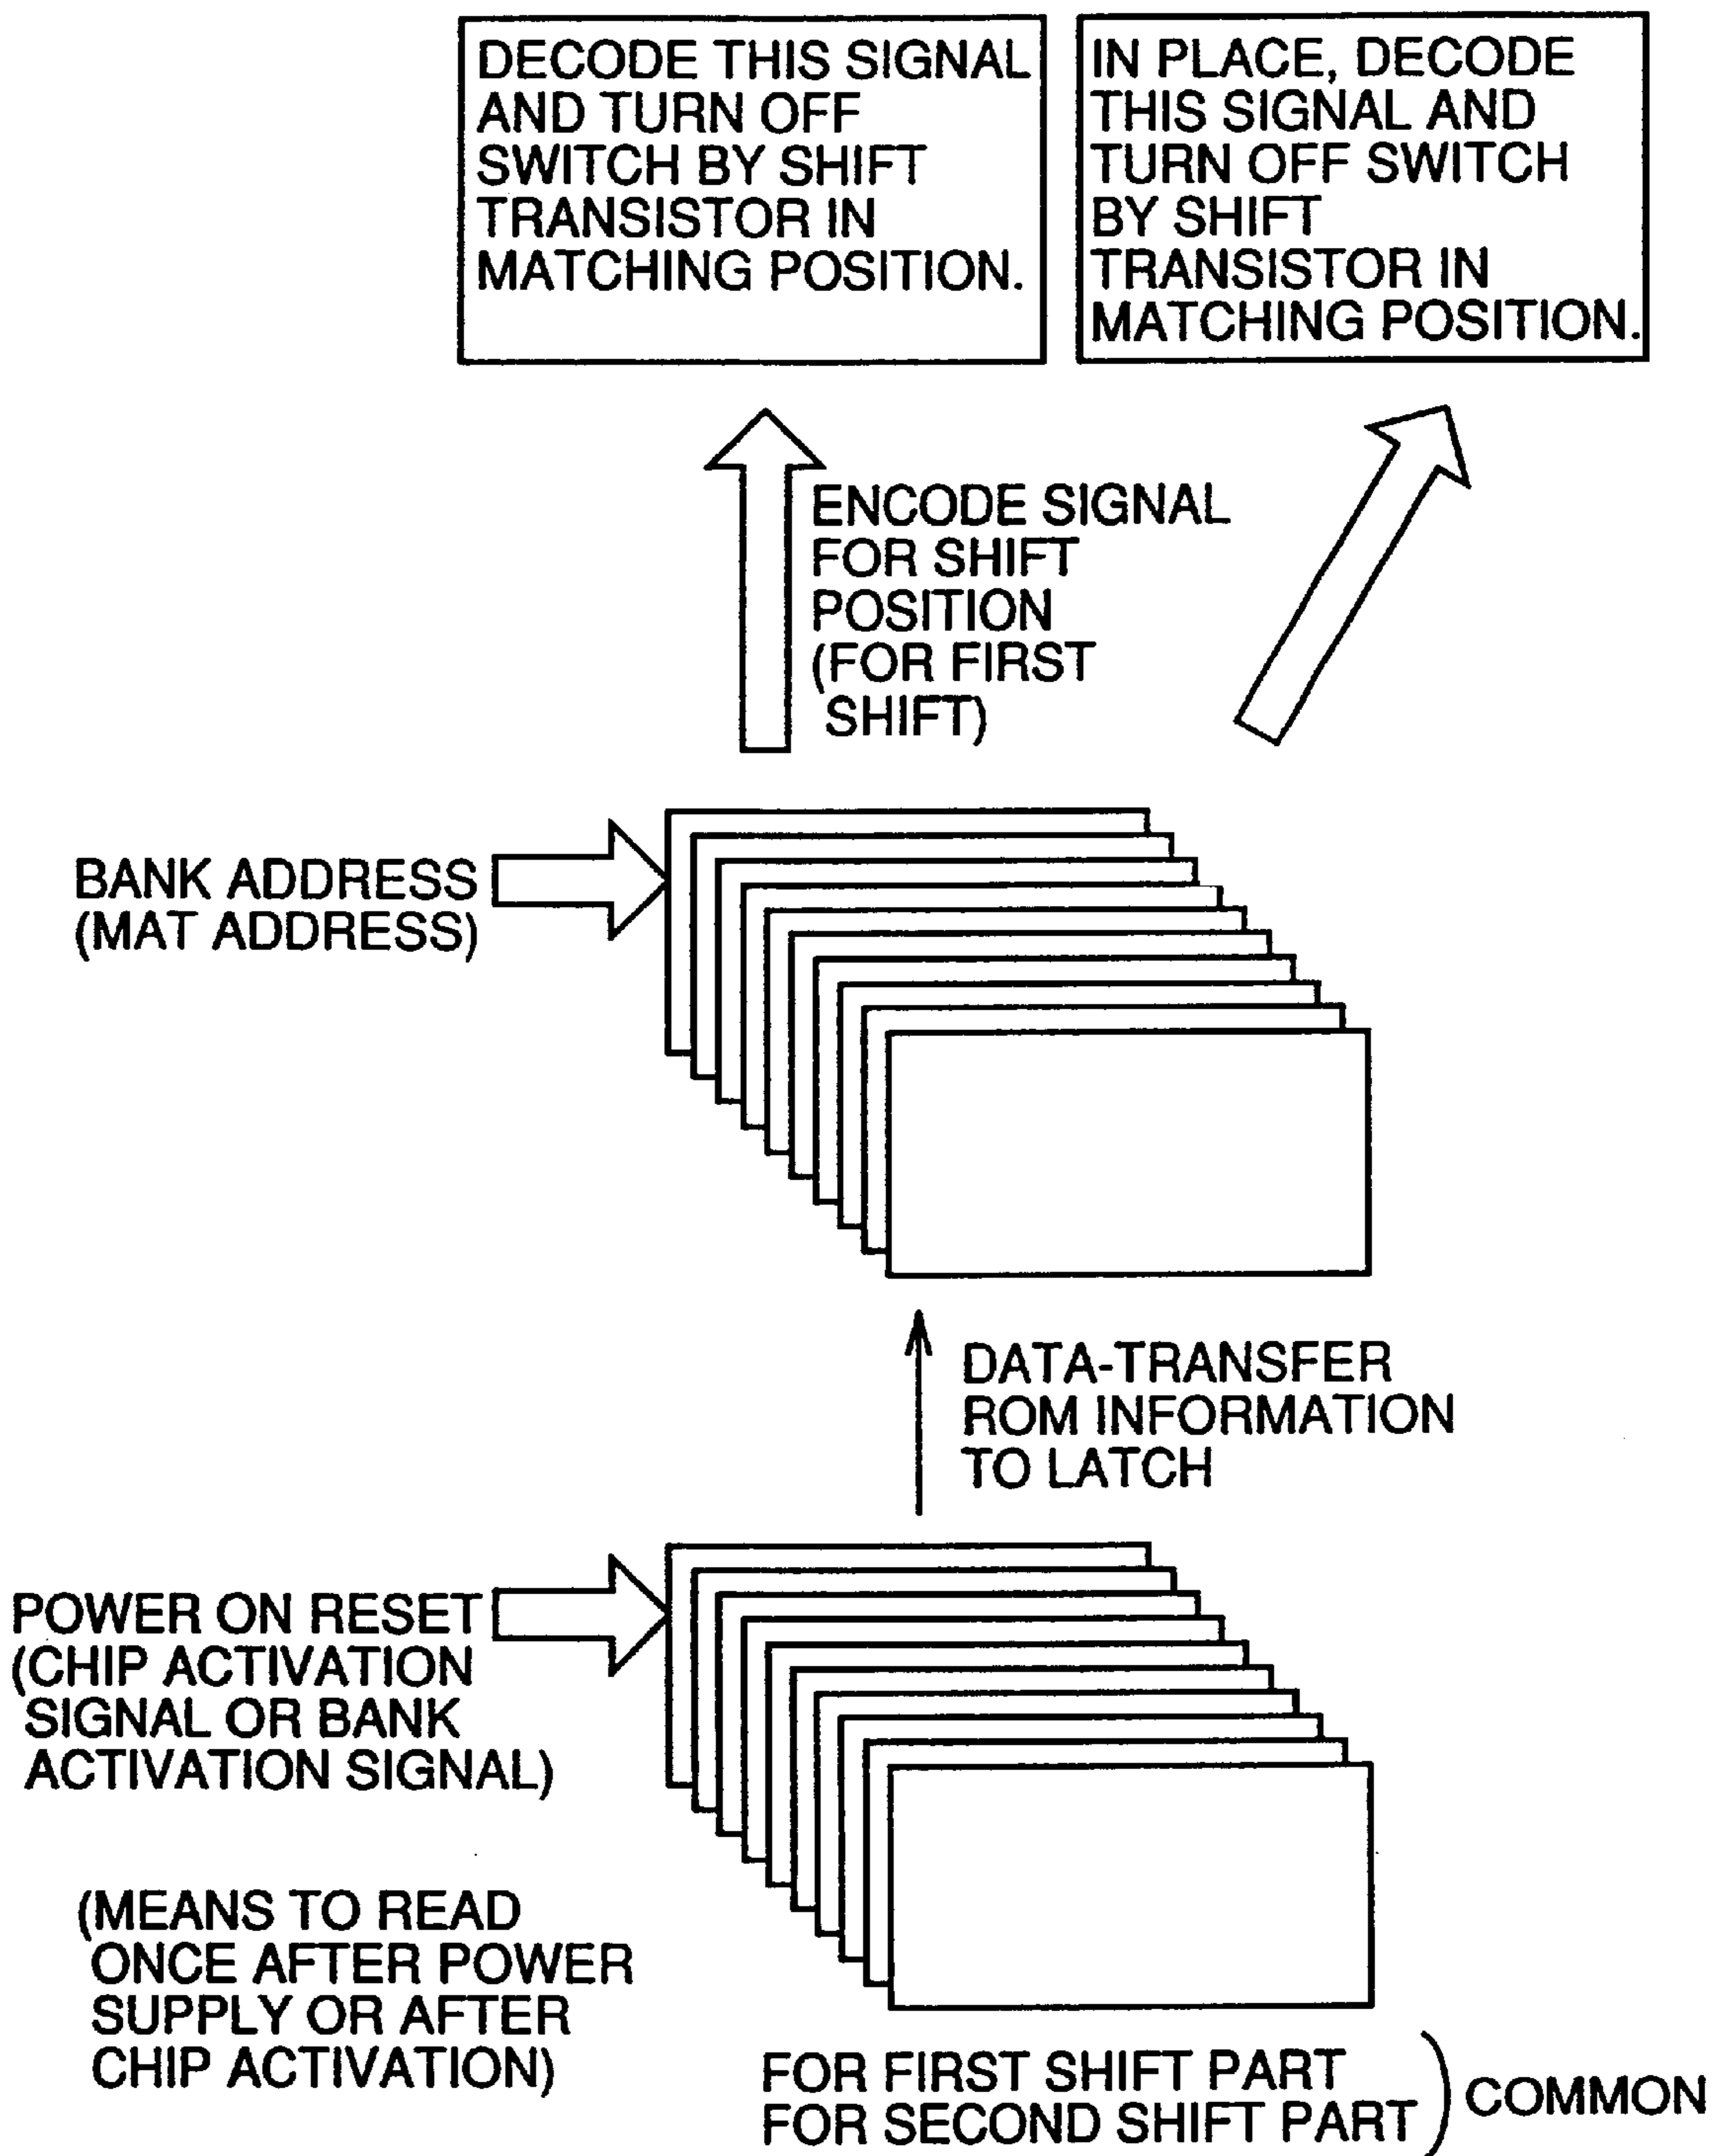 DECODE THIS SIGNAL
AND TURN OFF
SWITCH BY SHIFT
TRANSISTOR IN
MATCHING POSITION.
IN PLACE, DECODE
THIS SIGNAL AND
TURN OFF SWITCH
BY SHIFT
TRANSISTOR IN
MATCHING POSITION.
ENCODE SIGNAL
FOR SHIFT
POSITION
(FOR FIRST
SHIFT)
BANK ADDRESS
(MAT ADDRESS)
DATA-TRANSFER
ROM INFORMATION
TO LATCH
POWER ON RESET
(CHIP ACTIVATION
SIGNAL OR BANK
ACTIVATION SIGNAL)
(MEANS TO READ
ONCE AFTER POWER
SUPPLY OR AFTER
CHIP ACTIVATION)
FOR FIRST SHIFT PART
FOR SECOND SHIFT PART
) COMMON